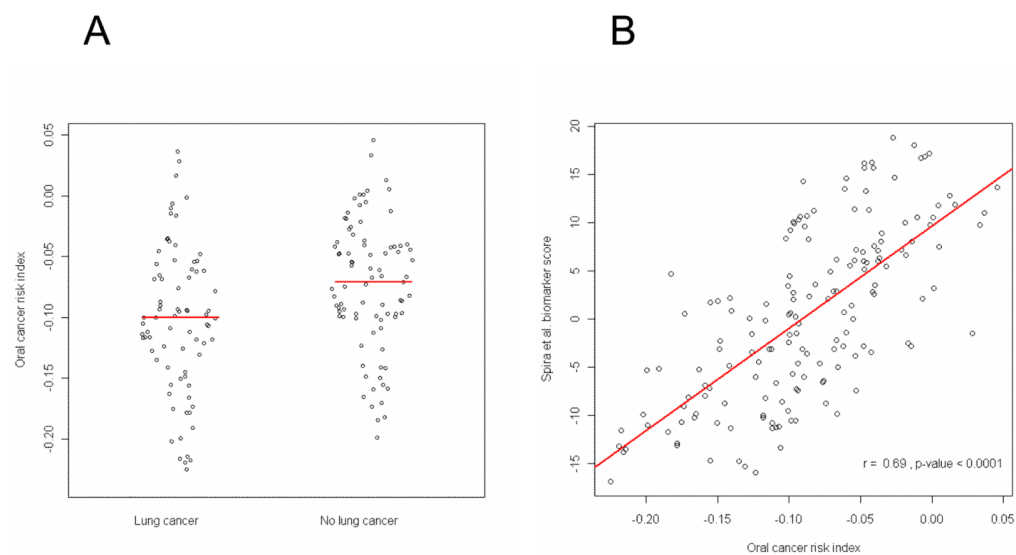 A
B
Oral cancer risk index
0.05
0.00
-0.05
-0.10
-0.15
-0.20
Lung cancer
No lung cancer
Spira et al. biomarker score
20
15
10
5
0
-5
-10
-15
r = 0.69 , p-value < 0.0001
-0.20
-0.15
-0.10
-0.05
0.00
0.05
Oral cancer risk index